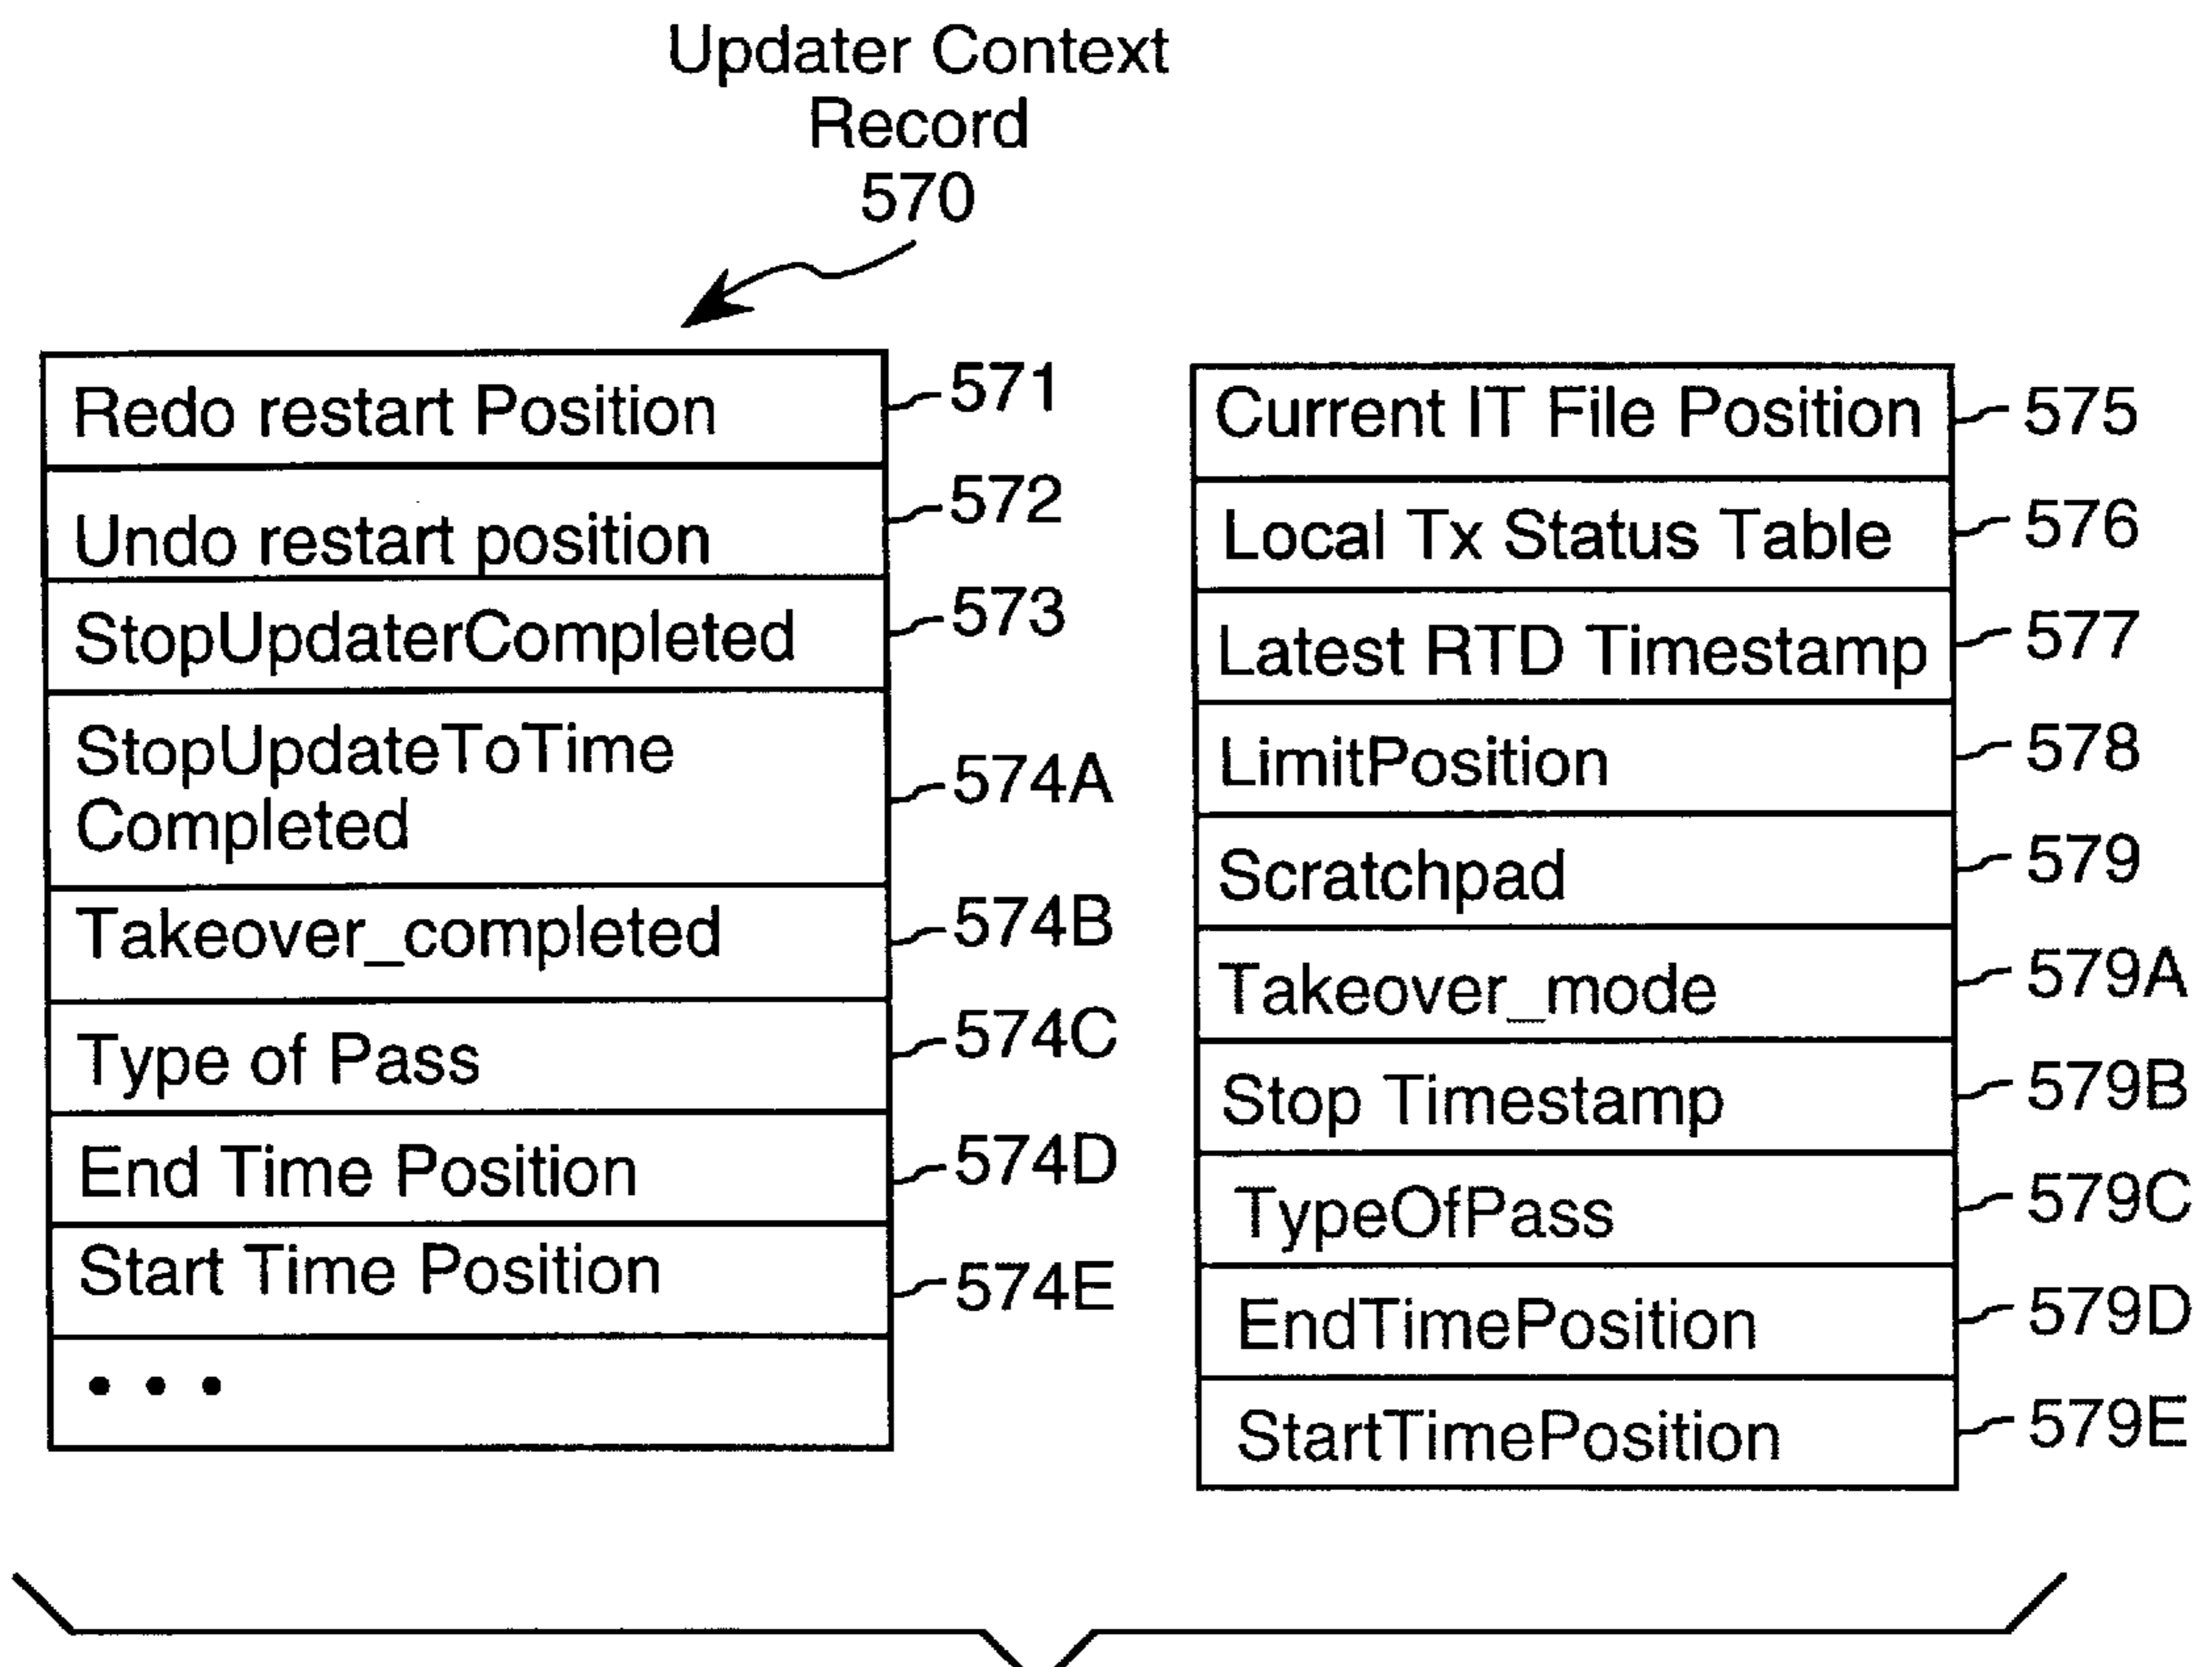 Updater Context
Record
570
Redo restart Position
571
Undo restart position
572
StopUpdaterCompleted
573
StopUpdateToTime
Completed
574A
Takeover_completed
574B
Type of Pass
574C
End Time Position
574D
Start Time Position
574E
• • •
Current IT File Position
575
Local Tx Status Table
576
Latest RTD Timestamp
577
LimitPosition
578
Scratchpad
579
Takeover_mode
579A
Stop Timestamp
579B
TypeOfPass
579C
EndTimePosition
579D
StartTimePosition
579E